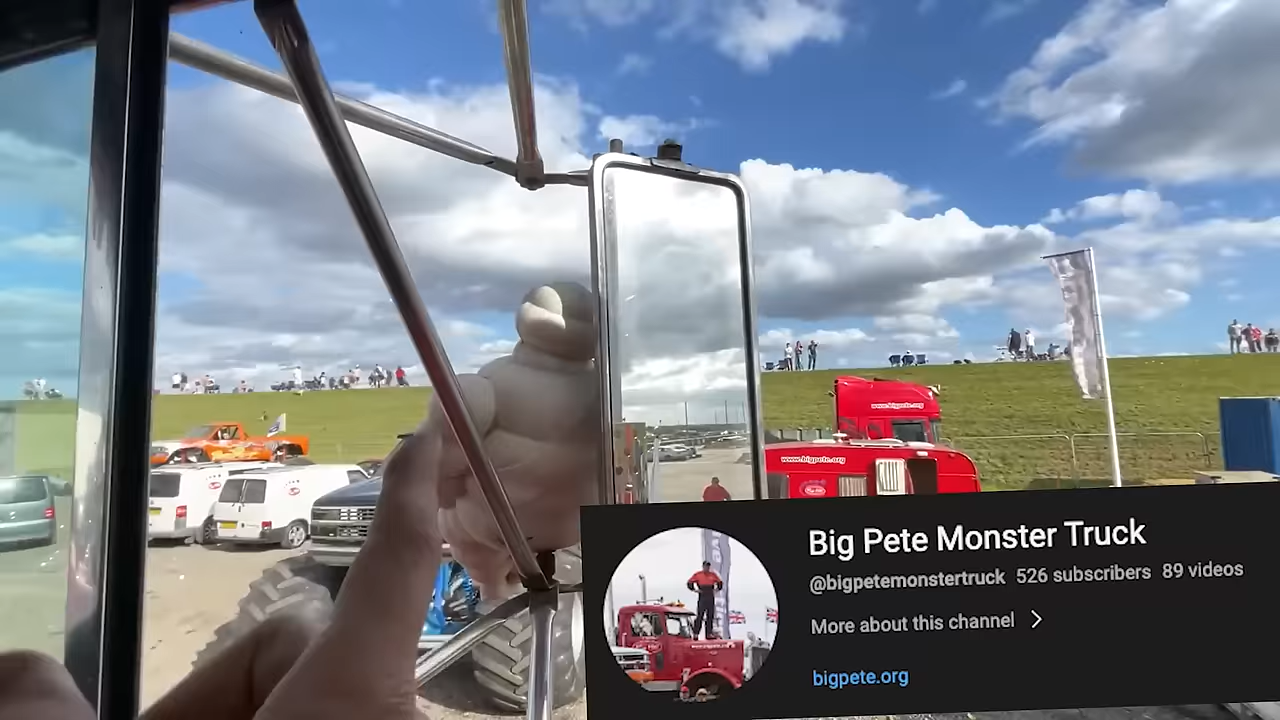 www.bigpete.org
www.bigpete.org
Big Pete Monster Truck
@bigpetemonstertruck 526 subscribers 89 videos
More about this channel
bigpete.org